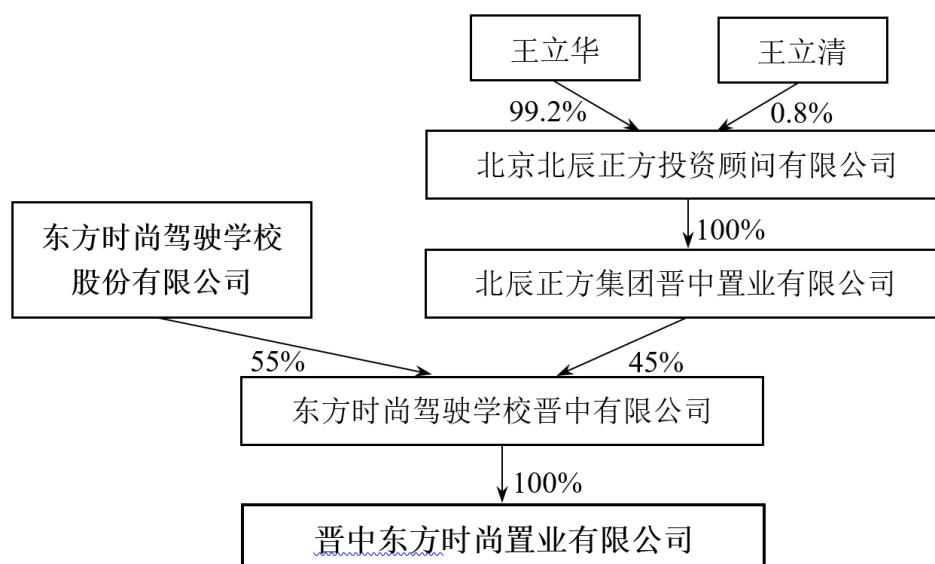 王立华
王立清
99.2%
0.8%
北京北辰正方投资顾问有限公司
100%
东方时尚驾驶学校
股份有限公司
北辰正方集团晋中置业有限公司
55%
45%
东方时尚驾驶学校晋中有限公司
100%
晋中东方时尚置业有限公司